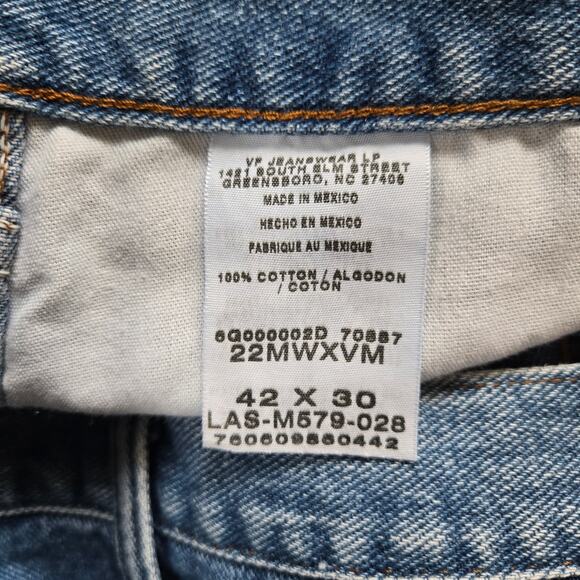 VF JEANSWEAR LP
1421 SOUTH ELM STREET
GREENSBORO, NC 27406
MADE IN MEXICO
HECHO EN MEXICO
FABRIQUE AU MEXIQUE
100% COTTON / ALGODON
/ COTON
6G000002D 70887
22MWXVM
42 X 30
LAS-M579-028
760609860442